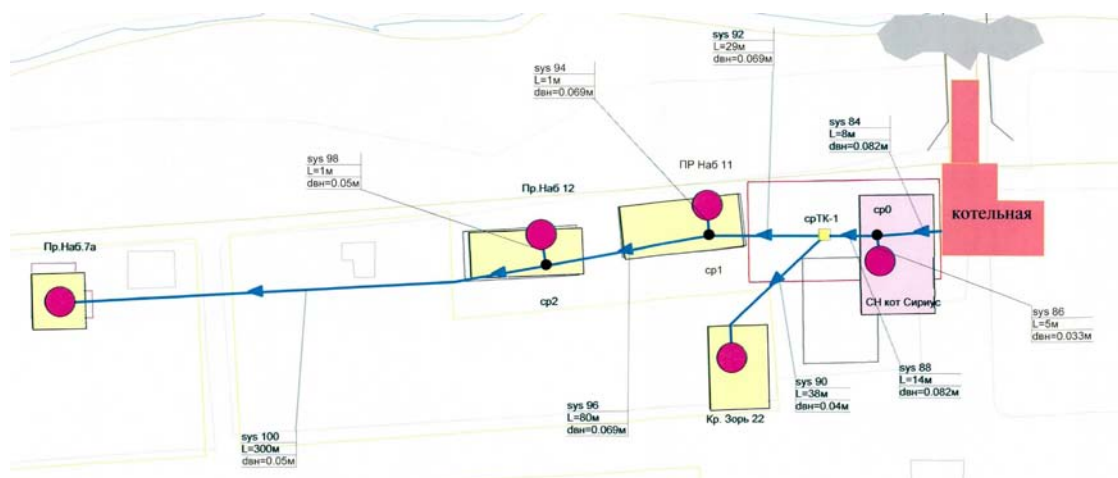 sys 92
L=29м
dвн=0.069м
sys 94
L=1м
dвн=0.069м
sys 84
L=8м
dвн=0.082м
sys 98
L=1м
dвн=0.05м
ПР Наб 11
Пр.Наб 12
срТК-1
ср0
котельная
Пр.Наб.7а
ср1
ср2
СН кот Сириус
sys 86
L=5м
dвн=0.033м
sys 88
L=14м
dвн=0.082м
sys 90
L=38м
dвн=0.04м
sys 96
L=80м
dвн=0.069м
Кр. Зорь 22
sys 100
L=300м
dвн=0.05м